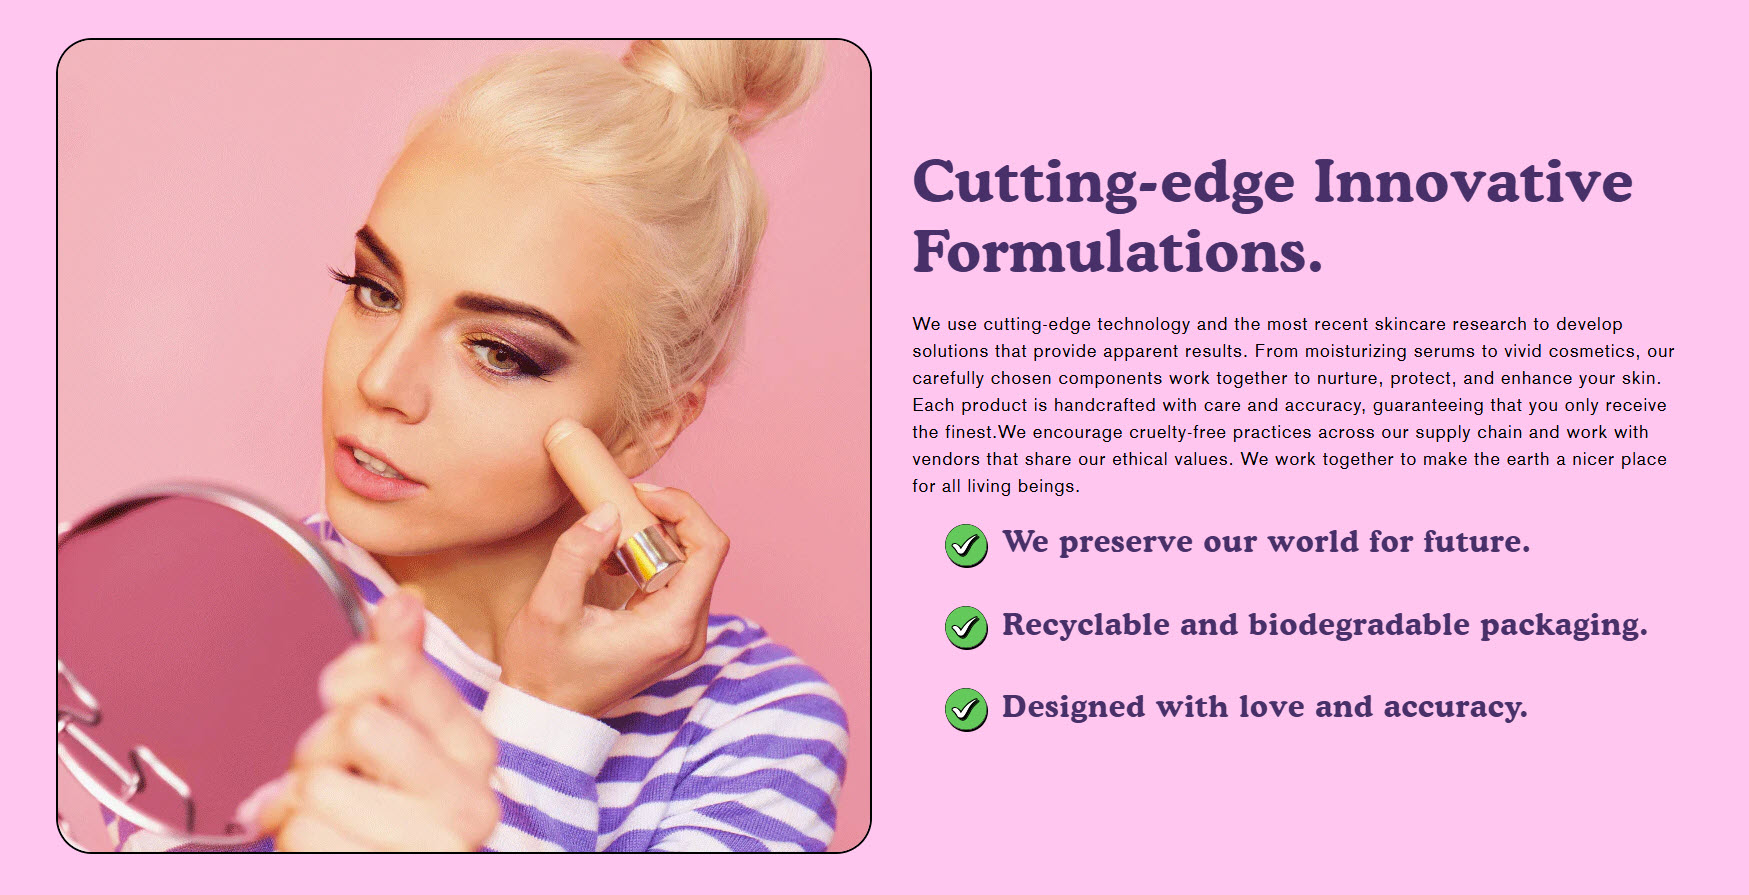 Cutting-edge Innovative
Formulations.
We use cutting-edge technology and the most recent skincare research to develop
solutions that provide apparent results. From moisturizing serums to vivid cosmetics, our
carefully chosen components work together to nurture, protect, and enhance your skin.
Each product is handcrafted with care and accuracy, guaranteeing that you only receive
the finest.We encourage cruelty-free practices across our supply chain and work with
vendors that share our ethical values. We work together to make the earth a nicer place
for all living beings.
We preserve our world for future.
Recyclable and biodegradable packaging.
Designed with love and accuracy.